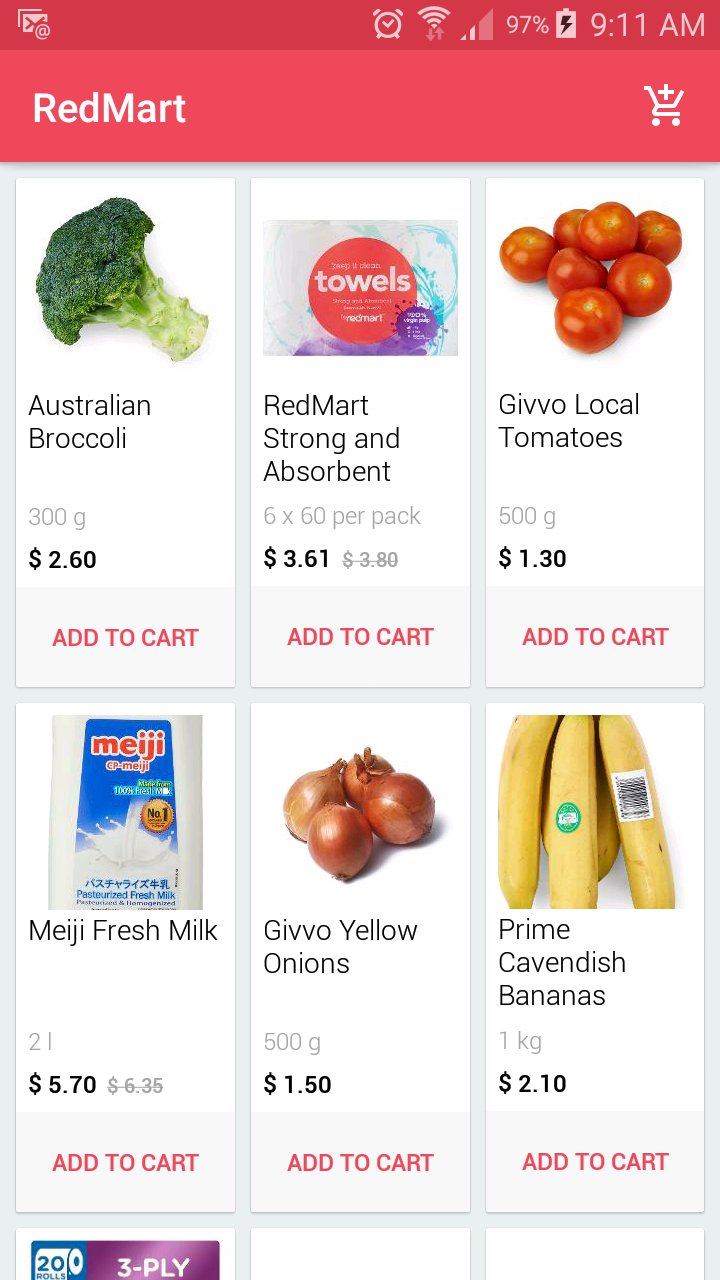 97%
9:11 AM
RedMart
keep it clean
towels
Strong and Absorbent
by redmart
100%
virgin pulp
Australian
Broccoli
300 g
$ 2.60
ADD TO CART
RedMart
Strong and
Absorbent
6 x 60 per pack
$ 3.61 $ 3.80
ADD TO CART
Givvo Local
Tomatoes
500 g
$ 1.30
ADD TO CART
meiji
CP-meiji
Made from
100% Fresh Milk
No.1
パスチャライズ牛乳
Pasteurized Fresh Milk
Pasteurized & Homogenized
Meiji Fresh Milk
2 l
$ 5.70 $ 6.35
ADD TO CART
Givvo Yellow
Onions
500 g
$ 1.50
ADD TO CART
Prime
Cavendish
Bananas
1 kg
$ 2.10
ADD TO CART
20
ROLLS
3-PLY